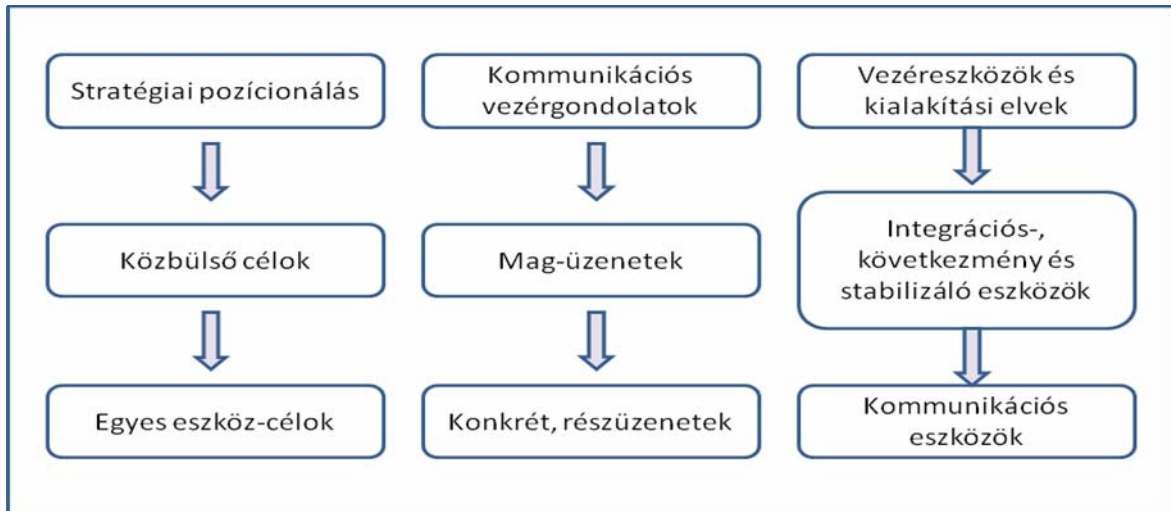 Stratégiai pozícionálás
Közbülső célok
Egyes eszköz-célok
Kommunikációs
vezérgondolatok
Mag-üzenetek
Konkrét, részüzenetek
Vezéreszközök és
kialakítási elvek
Integrációs-,
következmény és
stabilizáló eszközök
Kommunikációs
eszközök